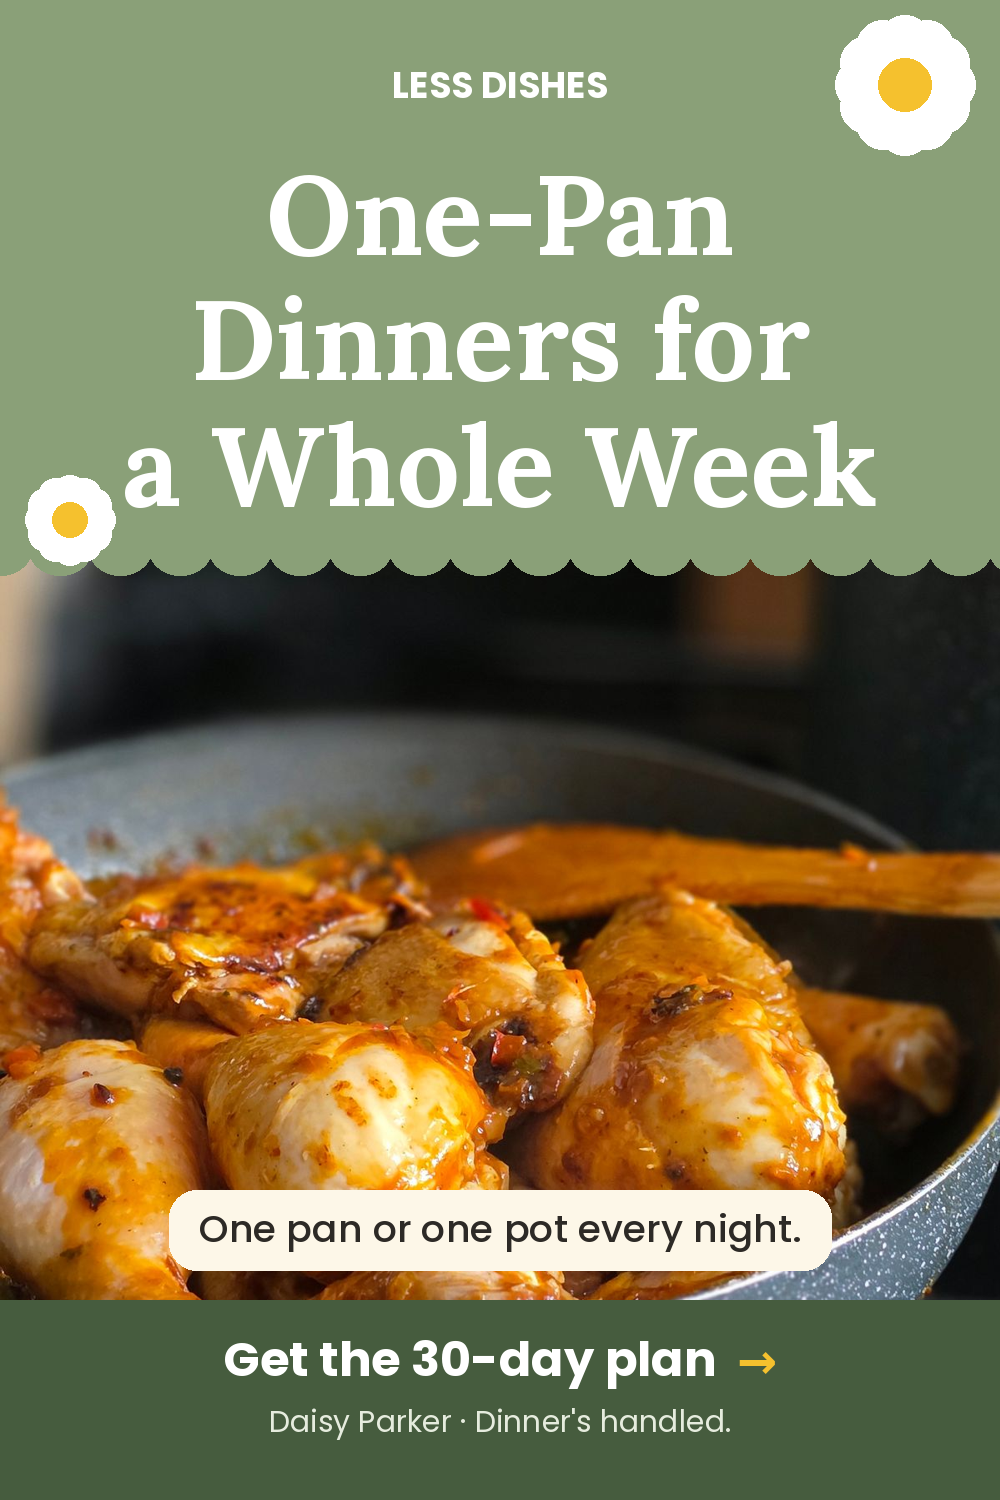 LESS DISHES
One-Pan
Dinners for
a Whole Week
One pan or one pot every night.
Get the 30-day plan →
Daisy Parker · Dinner's handled.